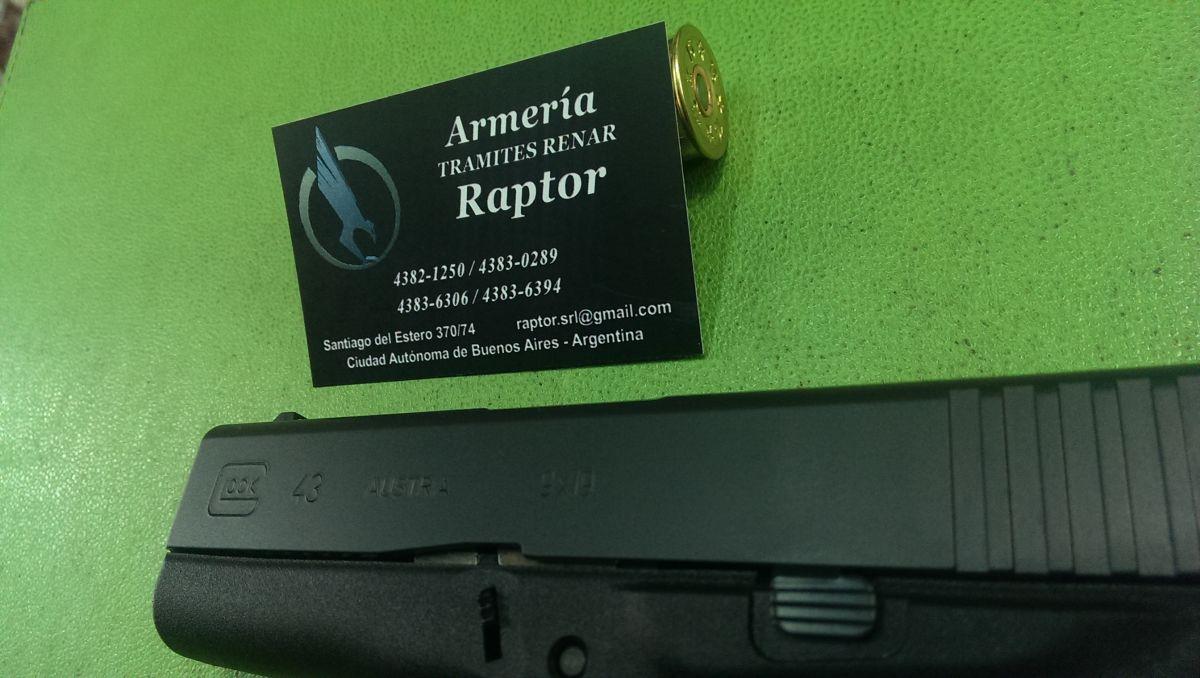 Armería
TRAMITES RENAR
Raptor
4382-1250 / 4383-0289
4383-6306 / 4383-6394
Santiago del Estero 370/74 raptor.srl@gmail.com
Ciudad Autónoma de Buenos Aires - Argentina
GLOCK 43 AUSTRIA 9x19